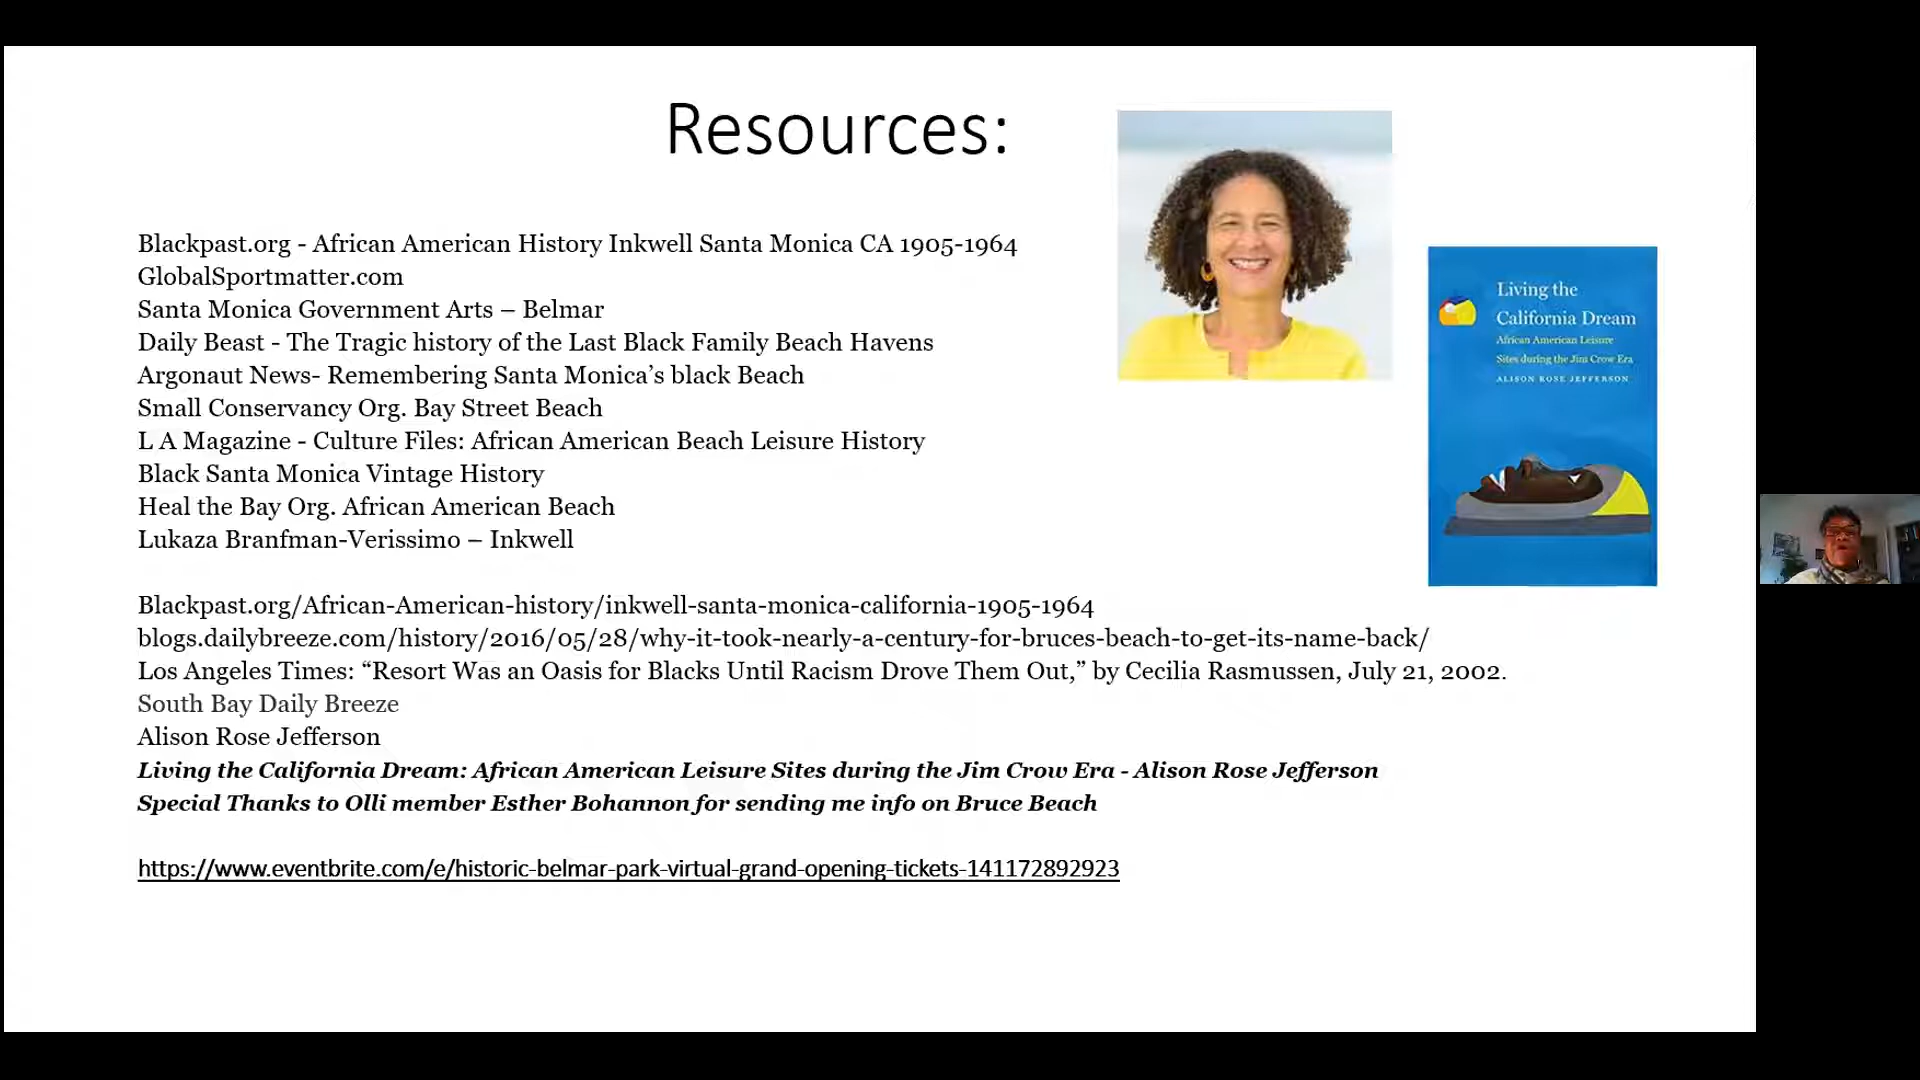 Resources:
Blackpast.org - African American History Inkwell Santa Monica CA 1905-1964
GlobalSportmatter.com
Santa Monica Government Arts – Belmar
Daily Beast - The Tragic history of the Last Black Family Beach Havens
Argonaut News- Remembering Santa Monica’s black Beach
Small Conservancy Org. Bay Street Beach
L A Magazine - Culture Files: African American Beach Leisure History
Black Santa Monica Vintage History
Heal the Bay Org. African American Beach
Lukaza Branfman-Verissimo – Inkwell
Living the
California Dream
African American Leisure
Sites during the Jim Crow Era
ALISON ROSE JEFFERSON
Blackpast.org/African-American-history/inkwell-santa-monica-california-1905-1964
blogs.dailybreeze.com/history/2016/05/28/why-it-took-nearly-a-century-for-bruces-beach-to-get-its-name-back/
Los Angeles Times: “Resort Was an Oasis for Blacks Until Racism Drove Them Out,” by Cecilia Rasmussen, July 21, 2002.
South Bay Daily Breeze
Alison Rose Jefferson
Living the California Dream: African American Leisure Sites during the Jim Crow Era - Alison Rose Jefferson
Special Thanks to Olli member Esther Bohannon for sending me info on Bruce Beach
https://www.eventbrite.com/e/historic-belmar-park-virtual-grand-opening-tickets-141172892923